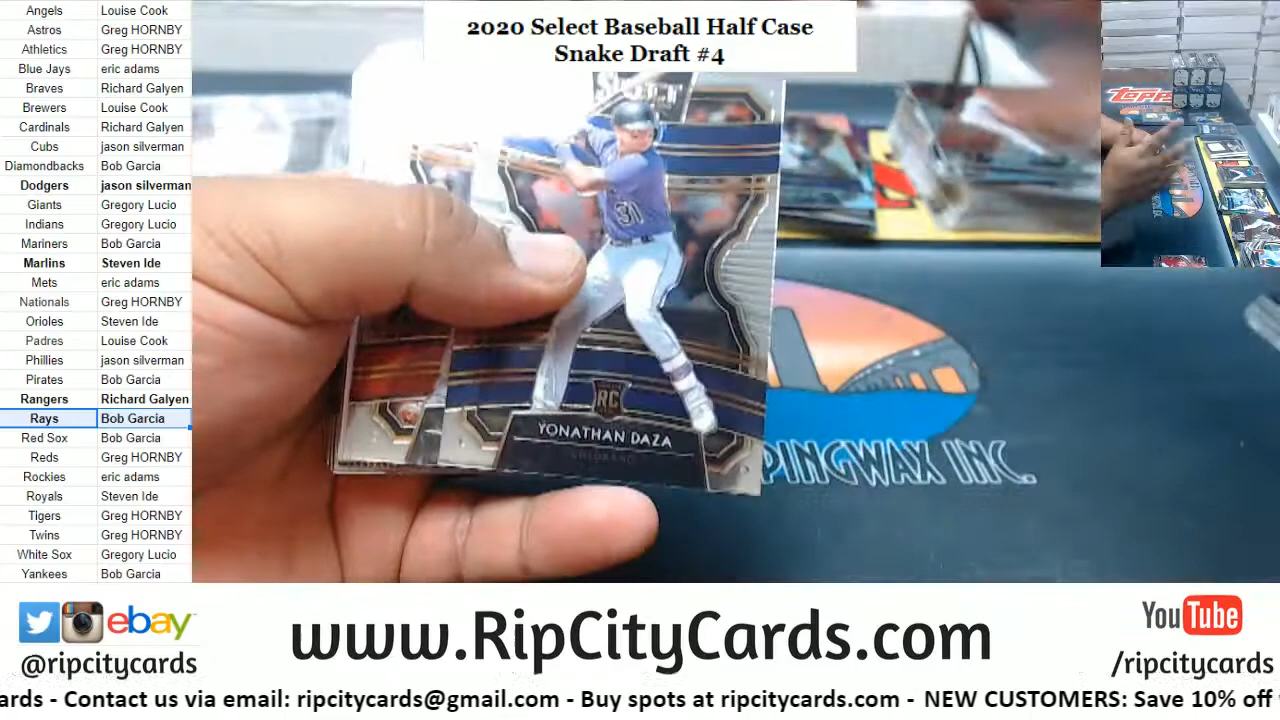 2020 Select Baseball Half Case
Snake Draft #4
Angels Louise Cook
Astros Greg HORNBY
Athletics Greg HORNBY
Blue Jays eric adams
Braves Richard Galyen
Brewers Louise Cook
Cardinals Richard Galyen
Cubs jason silverman
Diamondbacks Bob Garcia
Dodgers jason silverman
Giants Gregory Lucio
Indians Gregory Lucio
Mariners Bob Garcia
Marlins Steven Ide
Mets eric adams
Nationals Greg HORNBY
Orioles Steven Ide
Padres Louise Cook
Phillies jason silverman
Pirates Bob Garcia
Rangers Richard Galyen
Rays Bob Garcia
Red Sox Bob Garcia
Reds Greg HORNBY
Rockies eric adams
Royals Steven Ide
Tigers Greg HORNBY
Twins Greg HORNBY
White Sox Gregory Lucio
Yankees Bob Garcia
31
RC
YONATHAN DAZA
COLORADO
PINGWAX INC.
Topps
ebay
@ripcitycards
www.RipCityCards.com
YouTube
/ripcitycards
ards - Contact us via email: ripcitycards@gmail.com - Buy spots at ripcitycards.com - NEW CUSTOMERS: Save 10% off